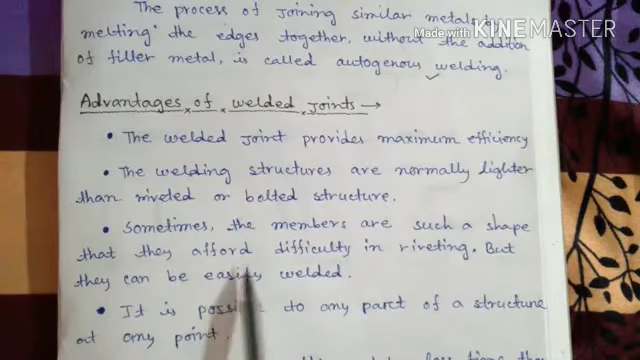 The process of joining similar metals
Made with KINEMASTER
melting the edges together, without the addition
of filler metal, is called autogenous welding.
Advantages of welded joints →
• The welded joint provides maximum efficiency
• The welding structures are normally lighter
than riveted or bolted structure.
• Sometimes, the members are such a shape
that they afford difficulty in riveting. But
they can be easily welded.
• It is to any part of a structure
at any point.